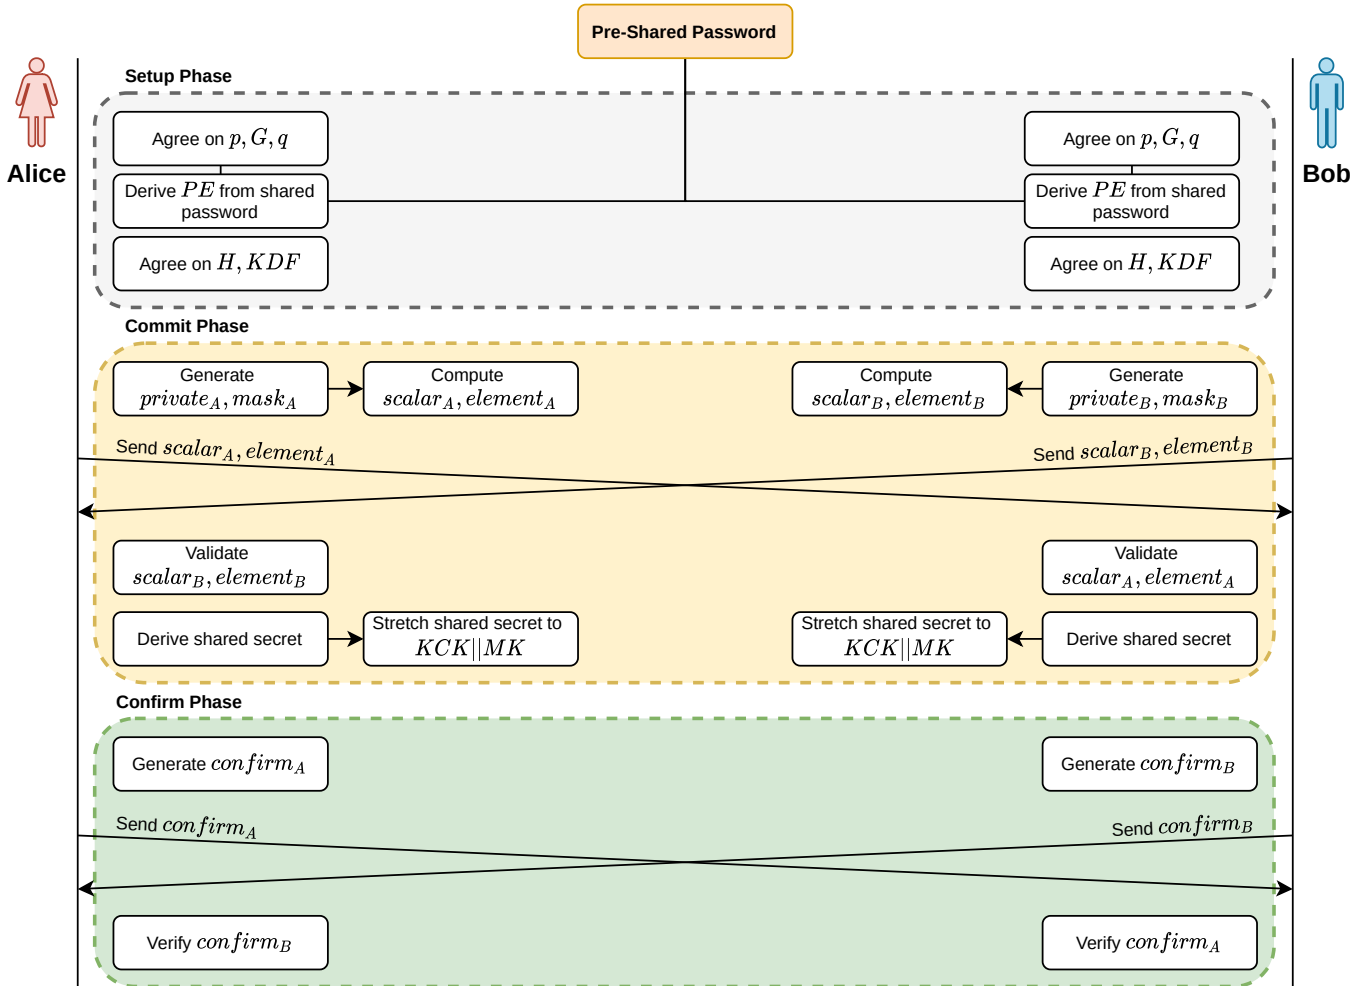 Pre-Shared Password
Setup Phase
Alice
Bob
Agree on p, G, q
Agree on p, G, q
Derive PE from shared
password
Derive PE from shared
password
Agree on H, KDF
Agree on H, KDF
Commit Phase
Generate
private_A, mask_A
Compute
scalar_A, element_A
Compute
scalar_B, element_B
Generate
private_B, mask_B
Send scalar_A, element_A
Send scalar_B, element_B
Validate
scalar_B, element_B
Validate
scalar_A, element_A
Derive shared secret
Stretch shared secret to
KCK||MK
Stretch shared secret to
KCK||MK
Derive shared secret
Confirm Phase
Generate confirm_A
Generate confirm_B
Send confirm_A
Send confirm_B
Verify confirm_B
Verify confirm_A